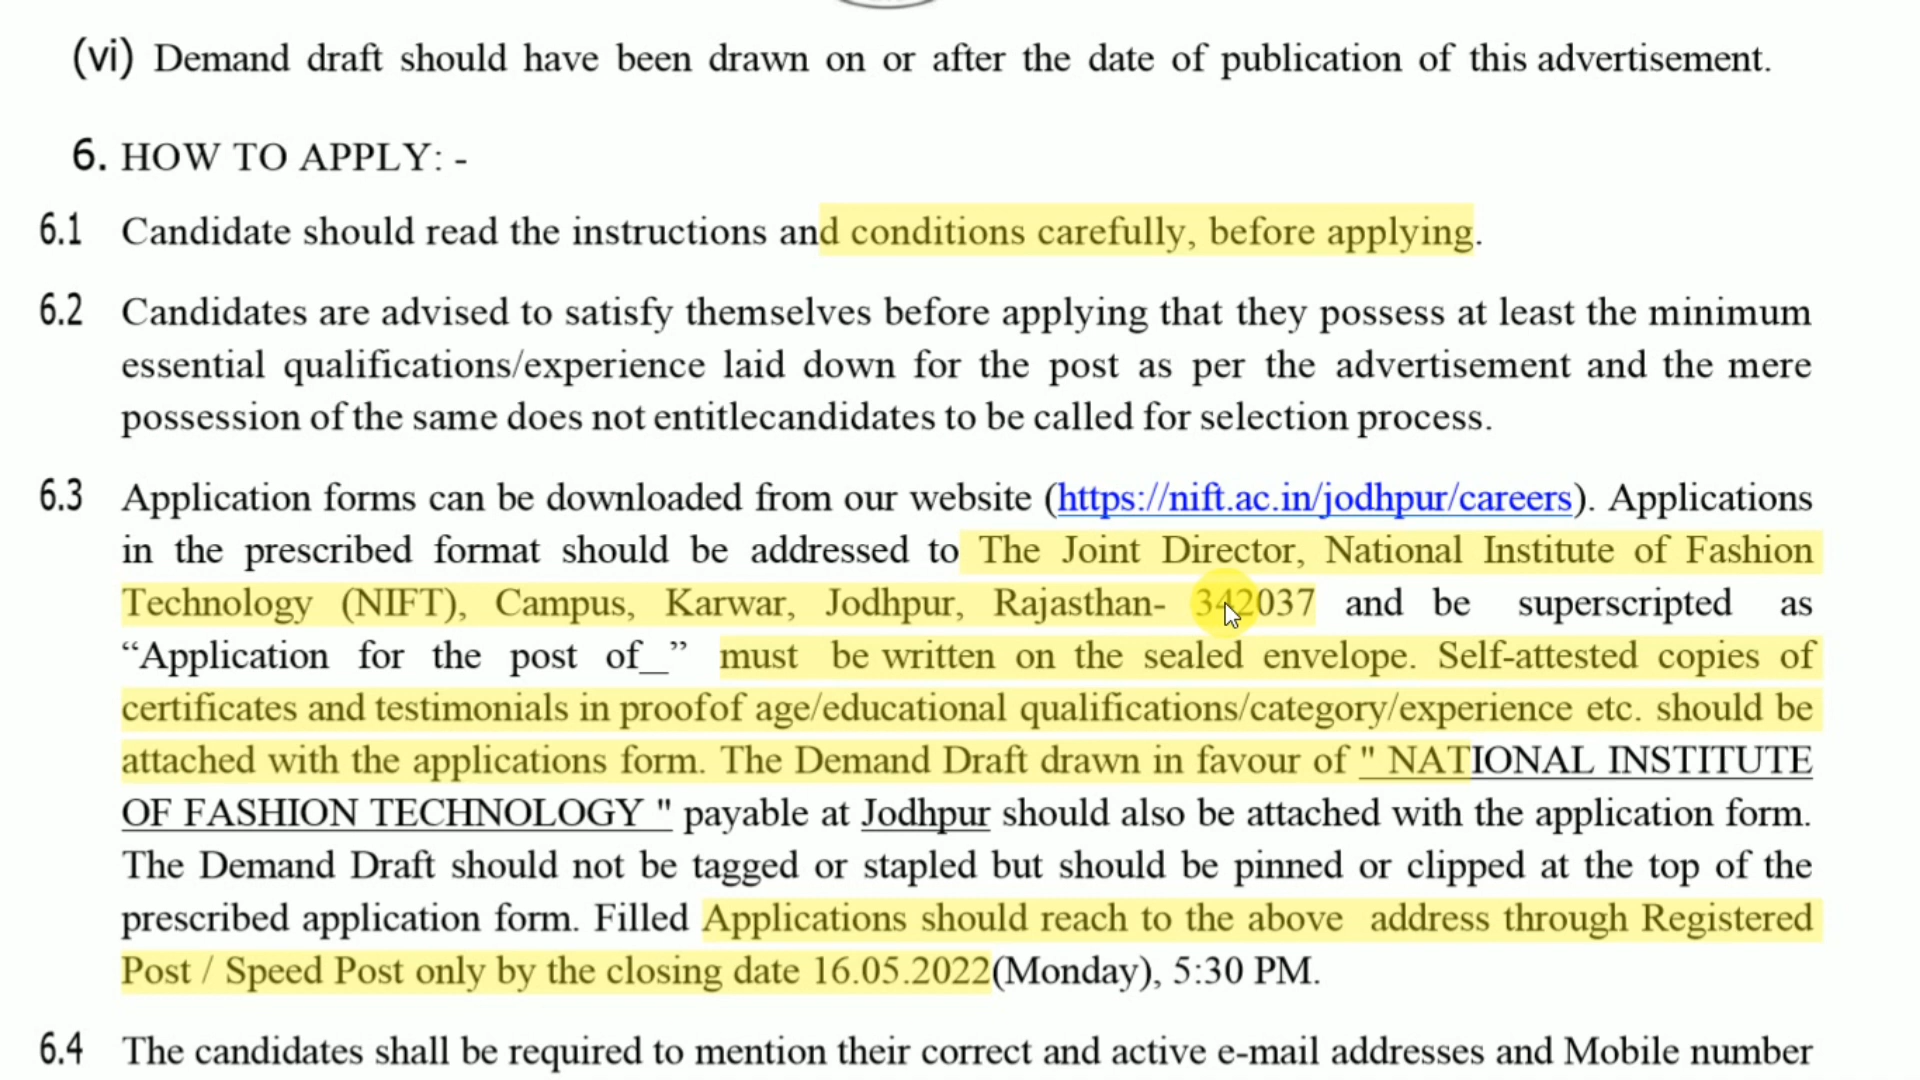 (vi) Demand draft should have been drawn on or after the date of publication of this advertisement.
6. HOW TO APPLY: -
6.1 Candidate should read the instructions and conditions carefully, before applying.
6.2 Candidates are advised to satisfy themselves before applying that they possess at least the minimum
essential qualifications/experience laid down for the post as per the advertisement and the mere
possession of the same does not entitlecandidates to be called for selection process.
6.3 Application forms can be downloaded from our website (https://nift.ac.in/jodhpur/careers). Applications
in the prescribed format should be addressed to The Joint Director, National Institute of Fashion
Technology (NIFT), Campus, Karwar, Jodhpur, Rajasthan- 342037 and be superscripted as
“Application for the post of_” must be written on the sealed envelope. Self-attested copies of
certificates and testimonials in proofof age/educational qualifications/category/experience etc. should be
attached with the applications form. The Demand Draft drawn in favour of " NATIONAL INSTITUTE
OF FASHION TECHNOLOGY " payable at Jodhpur should also be attached with the application form.
The Demand Draft should not be tagged or stapled but should be pinned or clipped at the top of the
prescribed application form. Filled Applications should reach to the above address through Registered
Post / Speed Post only by the closing date 16.05.2022(Monday), 5:30 PM.
6.4 The candidates shall be required to mention their correct and active e-mail addresses and Mobile number